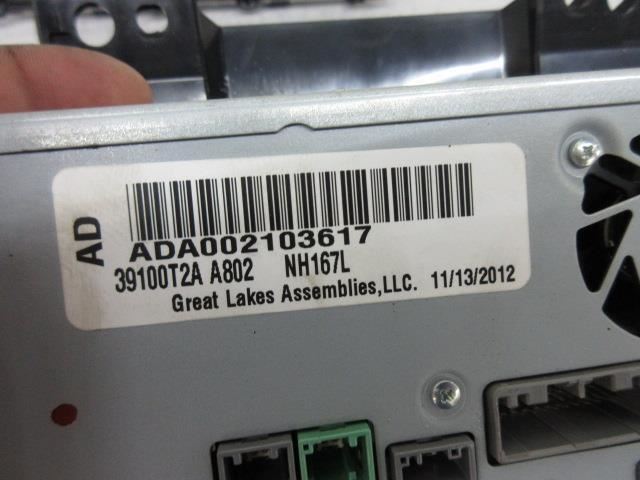 AD
ADA002103617
39100T2A A802 NH167L
Great Lakes Assemblies, LLC. 11/13/2012